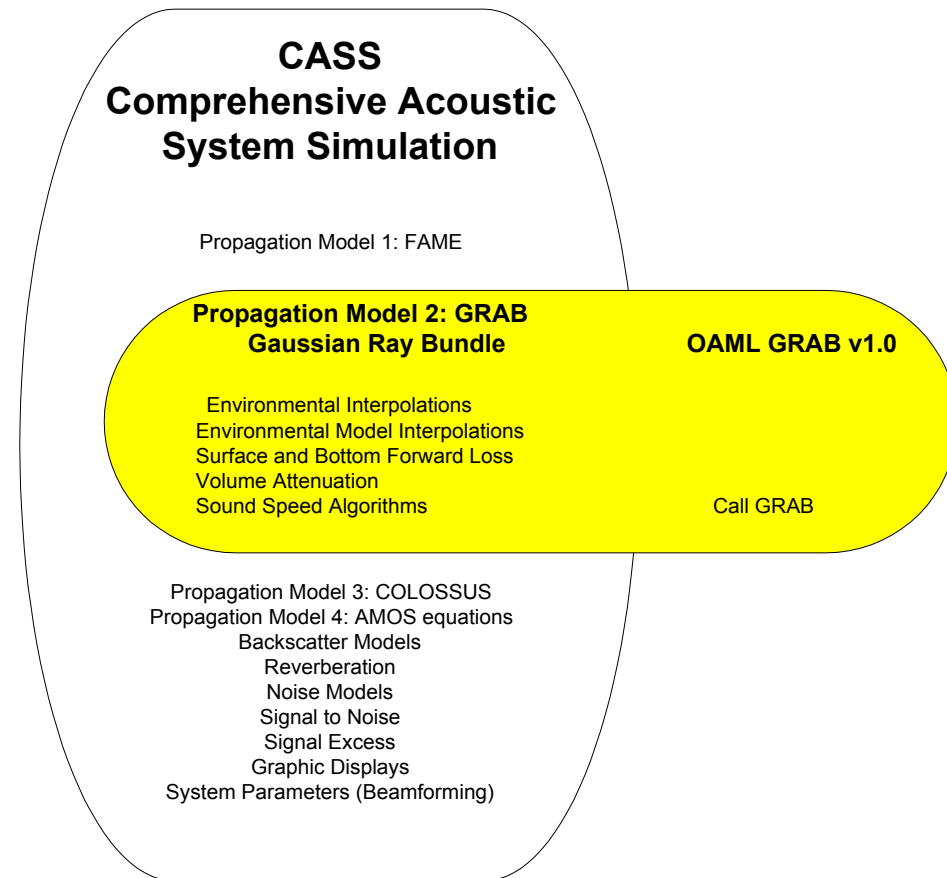 CASS
Comprehensive Acoustic
System Simulation
Propagation Model 1: FAME
Propagation Model 2: GRAB
Gaussian Ray Bundle
OAML GRAB v1.0
Environmental Interpolations
Environmental Model Interpolations
Surface and Bottom Forward Loss
Volume Attenuation
Sound Speed Algorithms
Call GRAB
Propagation Model 3: COLOSSUS
Propagation Model 4: AMOS equations
Backscatter Models
Reverberation
Noise Models
Signal to Noise
Signal Excess
Graphic Displays
System Parameters (Beamforming)